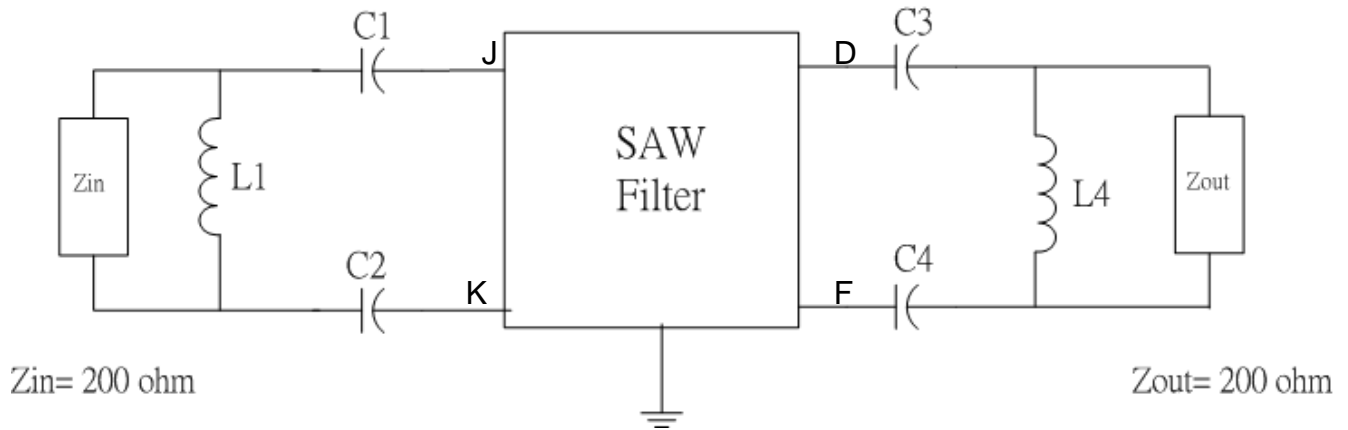 C1
C3
J
D
SAW
Filter
Zin
L1
Zout
L4
C2
C4
K
F
Zin= 200 ohm
Zout= 200 ohm